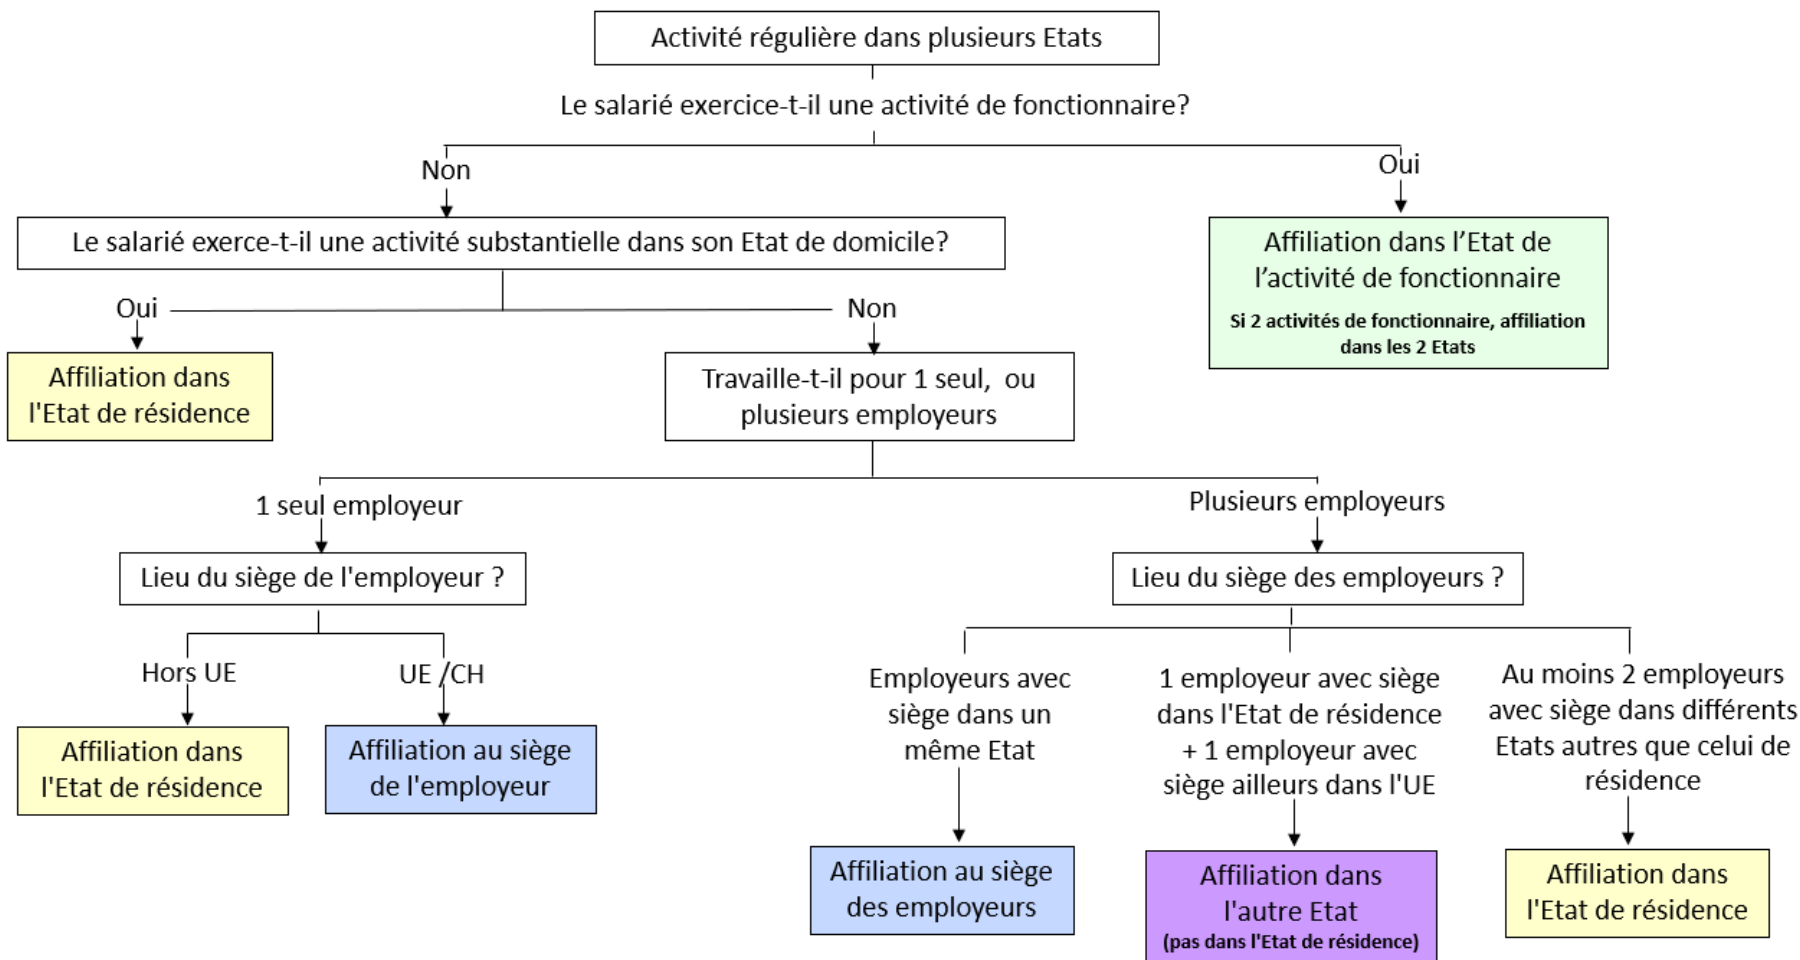 Activité régulière dans plusieurs Etats
Le salarié exercice-t-il une activité de fonctionnaire?
Non
Oui
Le salarié exerce-t-il une activité substantielle dans son Etat de domicile?
Affiliation dans l’Etat de
l’activité de fonctionnaire
Si 2 activités de fonctionnaire, affiliation
dans les 2 Etats
Oui
Non
Affiliation dans
l'Etat de résidence
Travaille-t-il pour 1 seul, ou
plusieurs employeurs
1 seul employeur
Plusieurs employeurs
Lieu du siège de l'employeur ?
Lieu du siège des employeurs ?
Hors UE
UE /CH
Affiliation dans
l'Etat de résidence
Affiliation au siège
de l'employeur
Employeurs avec
siège dans un
même Etat
1 employeur avec siège
dans l'Etat de résidence
+ 1 employeur avec
siège ailleurs dans l'UE
Au moins 2 employeurs
avec siège dans différents
Etats autres que celui de
résidence
Affiliation au siège
des employeurs
Affiliation dans
l'autre Etat
(pas dans l'Etat de résidence)
Affiliation dans
l'Etat de résidence